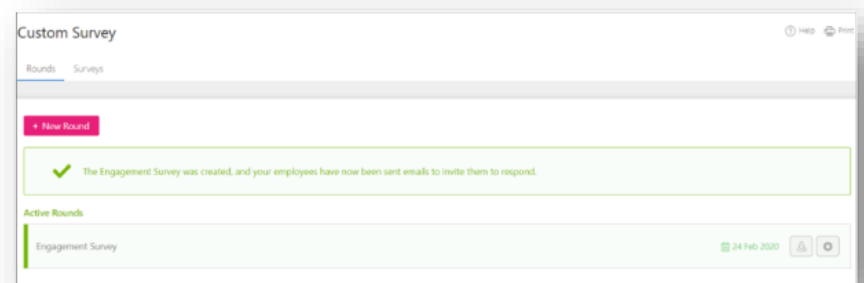 Custom Survey
Help Print
Rounds Surveys
+ New Round
The Engagement Survey was created, and your employees have now been sent emails to invite them to respond.
Active Rounds
Engagement Survey 24 Feb 2020